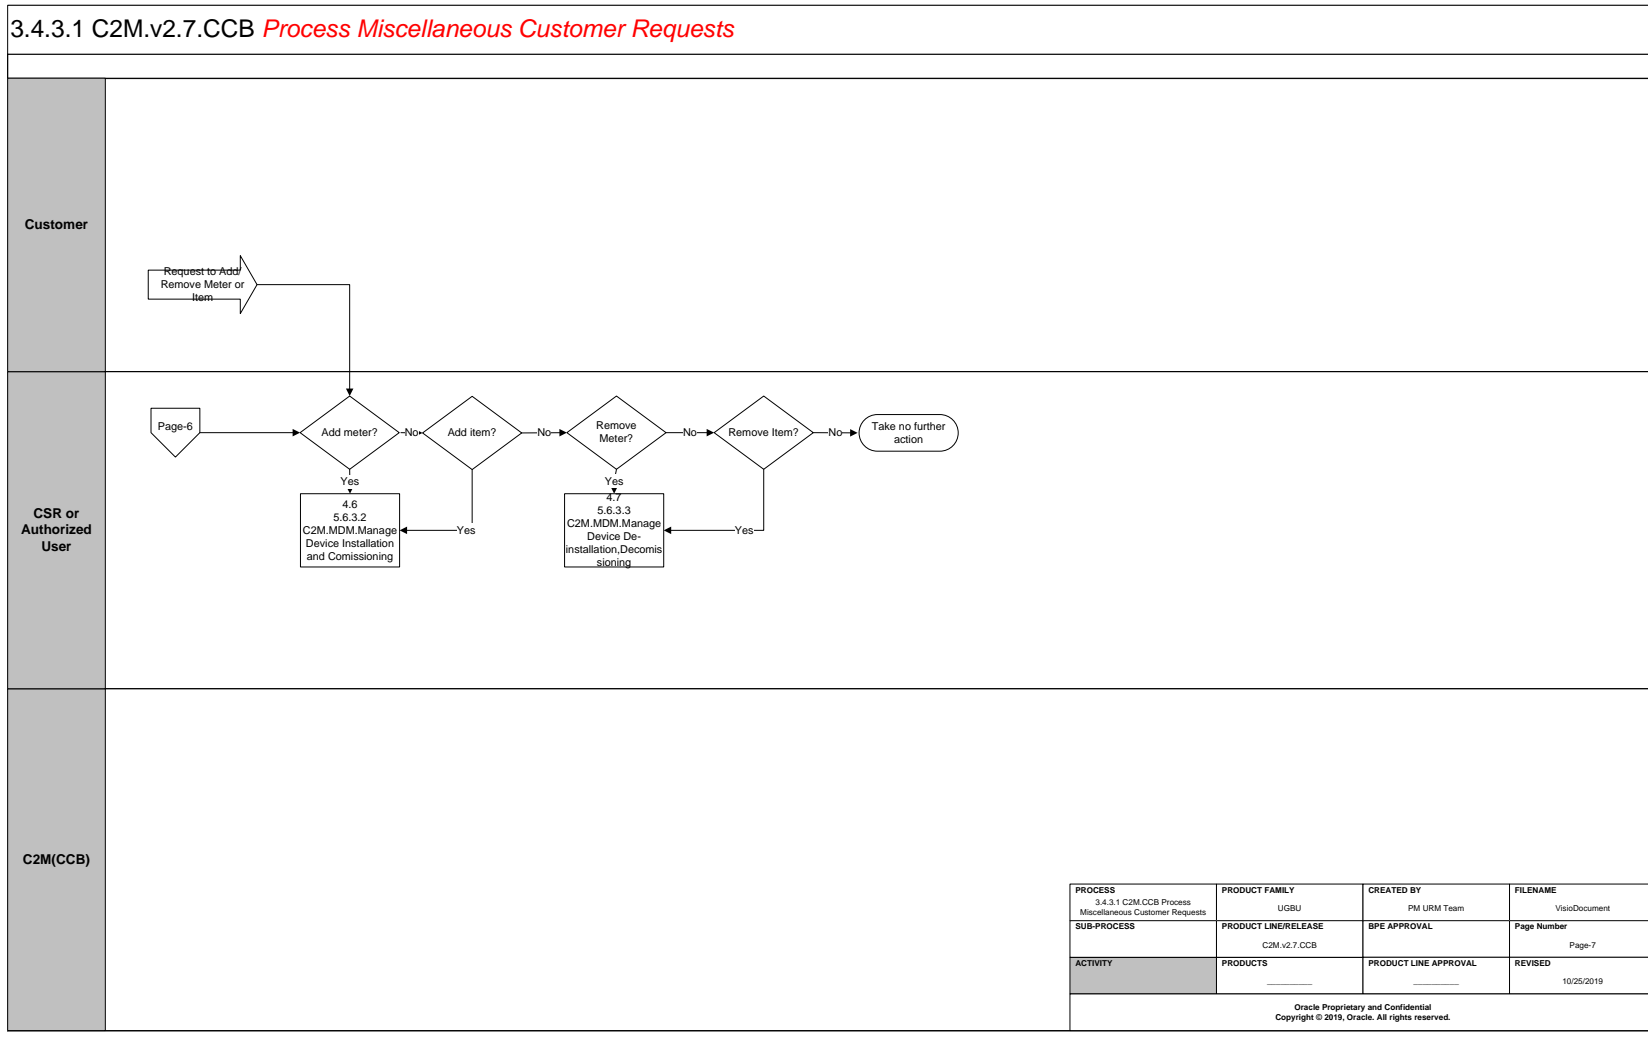 3.4.3.1 C2M.v2.7.CCB Process Miscellaneous Customer Requests
Customer
Request to Add/
Remove Meter or
Item
CSR or
Authorized
User
Page-6
Add meter?
No
Add item?
No
Remove
Meter?
No
Remove Item?
No
Take no further
action
Yes
4.6
5.6.3.2
C2M.MDM.Manage
Device Installation
and Comissioning
Yes
Yes
4.7
5.6.3.3
C2M.MDM.Manage
Device De-
installation,Decomis
sioning
Yes
C2M(CCB)
PROCESS
3.4.3.1 C2M.CCB Process
Miscellaneous Customer Requests
PRODUCT FAMILY
UGBU
CREATED BY
PM URM Team
FILENAME
VisioDocument
SUB-PROCESS
PRODUCT LINE/RELEASE
C2M.v2.7.CCB
BPE APPROVAL
Page Number
Page-7
ACTIVITY
PRODUCTS
PRODUCT LINE APPROVAL
REVISED
10/25/2019
Oracle Proprietary and Confidential
Copyright © 2019, Oracle. All rights reserved.